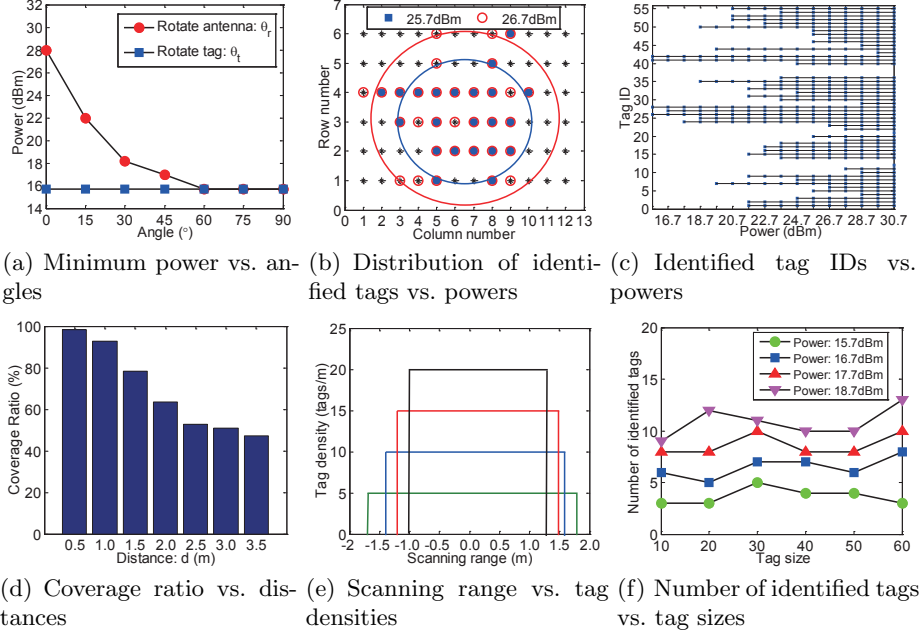 32
28
24
20
16
14
Power (dBm)
Rotate antenna: θr
Rotate tag: θt
0 15 30 45 60 75 90
Angle (°)
7
6
5
4
3
2
1
0
Row number
25.7dBm 26.7dBm
0 1 2 3 4 5 6 7 8 9 10 11 12 13
Column number
55
50
45
40
35
30
25
20
15
10
5
0
Tag ID
16.7 18.7 20.7 22.7 24.7 26.7 28.7 30.7
Power (dBm)
(a) Minimum power vs. an-
gles
(b) Distribution of identi-
fied tags vs. powers
(c) Identified tag IDs vs.
powers
100
80
60
40
20
0
Coverage Ratio (%)
0.5 1.0 1.5 2.0 2.5 3.0 3.5
Distance: d (m)
25
20
15
10
5
0
Tag density (tags/m)
-2 -1.5 -1.0 -0.5 0.0 0.5 1.0 1.5 2.0
Scanning range (m)
20
15
10
5
0
Number of identified tags
Power: 15.7dBm
Power: 16.7dBm
Power: 17.7dBm
Power: 18.7dBm
10 20 30 40 50 60
Tag size
(d) Coverage ratio vs. dis-
tances
(e) Scanning range vs. tag
densities
(f) Number of identified tags
vs. tag sizes